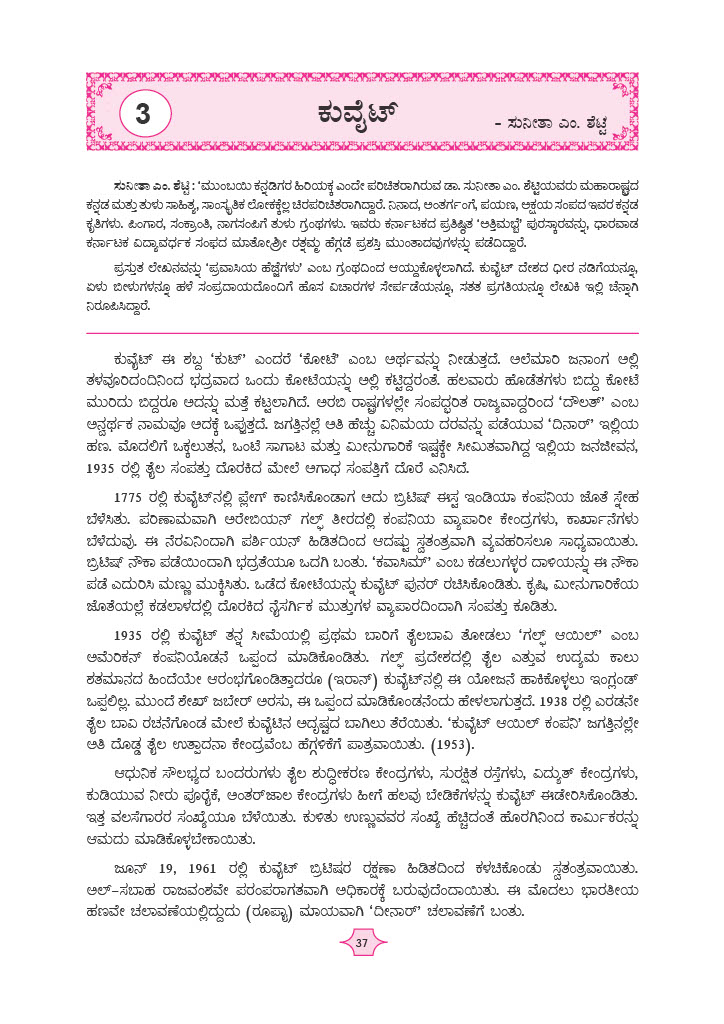 3
ಕುವೈಟ್
- ಸುನೀತಾ ಎಂ. ಶೆಟ್ಟಿ
ಸುನೀತಾ ಎಂ. ಶೆಟ್ಟಿ : ‘ಮುಂಬಯಿ ಕನ್ನಡಿಗರ ಹಿರಿಯಕ್ಕ ಎಂದೇ ಪರಿಚಿತರಾಗಿರುವ ಡಾ. ಸುನೀತಾ ಎಂ. ಶೆಟ್ಟಿಯವರು ಮಹಾರಾಷ್ಟ್ರದ
ಕನ್ನಡ ಮತ್ತು ತುಳು ಸಾಹಿತ್ಯ, ಸಾಂಸ್ಕೃತಿಕ ಲೋಕಕ್ಕೆಲ್ಲ ಚಿರಪರಿಚಿತರಾಗಿದ್ದಾರೆ. ನಿನಾದ, ಅಂತರ್ಗಂಗೆ, ಪಯಣ, ಅಕ್ಷಯ ಸಂಪದ ಇವರ ಕನ್ನಡ
ಕೃತಿಗಳು. ಪಿಂಗಾರ, ಸಂಕ್ರಾಂತಿ, ನಾಗಸಂಪಿಗೆ ತುಳು ಗ್ರಂಥಗಳು. ಇವರು ಕರ್ನಾಟಕದ ಪ್ರತಿಷ್ಠಿತ ‘ಅತ್ತಿಮಬ್ಬೆ’ ಪುರಸ್ಕಾರವನ್ನು, ಧಾರವಾಡ
ಕರ್ನಾಟಕ ವಿದ್ಯಾವರ್ಧಕ ಸಂಘದ ಮಾತೋಶ್ರೀ ರತ್ನಮ್ಮ ಹೆಗ್ಗಡೆ ಪ್ರಶಸ್ತಿ ಮುಂತಾದವುಗಳನ್ನು ಪಡೆದಿದ್ದಾರೆ.
ಪ್ರಸ್ತುತ ಲೇಖನವನ್ನು ‘ಪ್ರವಾಸಿಯ ಹೆಜ್ಜೆಗಳು’ ಎಂಬ ಗ್ರಂಥದಿಂದ ಆಯ್ದುಕೊಳ್ಳಲಾಗಿದೆ. ಕುವೈಟ್ ದೇಶದ ಧೀರ ನಡಿಗೆಯನ್ನೂ,
ಏಳು ಬೀಳುಗಳನ್ನೂ ಹಳೆ ಸಂಪ್ರದಾಯದೊಂದಿಗೆ ಹೊಸ ವಿಚಾರಗಳ ಸೇರ್ಪಡೆಯನ್ನೂ, ಸತತ ಪ್ರಗತಿಯನ್ನೂ ಲೇಖಕಿ ಇಲ್ಲಿ ಚೆನ್ನಾಗಿ
ನಿರೂಪಿಸಿದ್ದಾರೆ.
ಕುವೈಟ್ ಈ ಶಬ್ದ ‘ಕುಟ್’ ಎಂದರೆ ‘ಕೋಟೆ’ ಎಂಬ ಅರ್ಥವನ್ನು ನೀಡುತ್ತದೆ. ಅಲೆಮಾರಿ ಜನಾಂಗ ಅಲ್ಲಿ
ತಳವೂರಿದಂದಿನಿಂದ ಭದ್ರವಾದ ಒಂದು ಕೋಟೆಯನ್ನು ಅಲ್ಲಿ ಕಟ್ಟಿದ್ದರಂತೆ. ಹಲವಾರು ಹೊಡೆತಗಳು ಬಿದ್ದು ಕೋಟೆ
ಮುರಿದು ಬಿದ್ದರೂ ಅದನ್ನು ಮತ್ತೆ ಕಟ್ಟಲಾಗಿದೆ. ಅರಬಿ ರಾಷ್ಟ್ರಗಳಲ್ಲೇ ಸಂಪದ್ಭರಿತ ರಾಜ್ಯವಾದ್ದರಿಂದ ‘ದೌಲತ್’ ಎಂಬ
ಅನ್ವರ್ಥಕ ನಾಮವೂ ಅದಕ್ಕೆ ಒಪ್ಪುತ್ತದೆ. ಜಗತ್ತಿನಲ್ಲೆ ಅತಿ ಹೆಚ್ಚು ವಿನಿಮಯ ದರವನ್ನು ಪಡೆಯುವ ‘ದಿನಾರ್’ ಇಲ್ಲಿಯ
ಹಣ. ಮೊದಲಿಗೆ ಒಕ್ಕಲುತನ, ಒಂಟೆ ಸಾಗಾಟ ಮತ್ತು ಮೀನುಗಾರಿಕೆ ಇಷ್ಟಕ್ಕೇ ಸೀಮಿತವಾಗಿದ್ದ ಇಲ್ಲಿಯ ಜನಜೀವನ,
1935 ರಲ್ಲಿ ತೈಲ ಸಂಪತ್ತು ದೊರಕಿದ ಮೇಲೆ ಅಗಾಧ ಸಂಪತ್ತಿಗೆ ದೊರೆ ಎನಿಸಿದೆ.
1775 ರಲ್ಲಿ ಕುವೈಟ್‌ನಲ್ಲಿ ಪ್ಲೇಗ್ ಕಾಣಿಸಿಕೊಂಡಾಗ ಅದು ಬ್ರಿಟಿಷ್ ಈಸ್ಟ ಇಂಡಿಯಾ ಕಂಪನಿಯ ಜೊತೆ ಸ್ನೇಹ
ಬೆಳೆಸಿತು. ಪರಿಣಾಮವಾಗಿ ಅರೇಬಿಯನ್ ಗಲ್ಫ್ ತೀರದಲ್ಲಿ ಕಂಪನಿಯ ವ್ಯಾಪಾರೀ ಕೇಂದ್ರಗಳು, ಕಾರ್ಖಾನೆಗಳು
ಬೆಳೆದುವು. ಈ ನೆರವಿನಿಂದಾಗಿ ಪರ್ಶಿಯನ್ ಹಿಡಿತದಿಂದ ಆದಷ್ಟು ಸ್ವತಂತ್ರವಾಗಿ ವ್ಯವಹರಿಸಲೂ ಸಾಧ್ಯವಾಯಿತು.
ಬ್ರಿಟಿಷ್ ನೌಕಾ ಪಡೆಯಿಂದಾಗಿ ಭದ್ರತೆಯೂ ಒದಗಿ ಬಂತು. ‘ಕವಾಸಿಮ್’ ಎಂಬ ಕಡಲುಗಳ್ಳರ ದಾಳಿಯನ್ನು ಈ ನೌಕಾ
ಪಡೆ ಎದುರಿಸಿ ಮಣ್ಣು ಮುಕ್ಕಿಸಿತು. ಒಡೆದ ಕೋಟೆಯನ್ನು ಕುವೈಟ್ ಪುನರ್ ರಚಿಸಿಕೊಂಡಿತು. ಕೃಷಿ, ಮೀನುಗಾರಿಕೆಯ
ಜೊತೆಯಲ್ಲೆ ಕಡಲಾಳದಲ್ಲಿ ದೊರಕಿದ ನೈಸರ್ಗಿಕ ಮುತ್ತುಗಳ ವ್ಯಾಪಾರದಿಂದಾಗಿ ಸಂಪತ್ತು ಕೂಡಿತು.
1935 ರಲ್ಲಿ ಕುವೈಟ್ ತನ್ನ ಸೀಮೆಯಲ್ಲಿ ಪ್ರಥಮ ಬಾರಿಗೆ ತೈಲಬಾವಿ ತೋಡಲು ‘ಗಲ್ಫ್ ಆಯಿಲ್’ ಎಂಬ
ಅಮೆರಿಕನ್ ಕಂಪನಿಯೊಡನೆ ಒಪ್ಪಂದ ಮಾಡಿಕೊಂಡಿತು. ಗಲ್ಫ್ ಪ್ರದೇಶದಲ್ಲಿ ತೈಲ ಎತ್ತುವ ಉದ್ಯಮ ಕಾಲು
ಶತಮಾನದ ಹಿಂದೆಯೇ ಆರಂಭಗೊಂಡಿತ್ತಾದರೂ (ಇರಾನ್) ಕುವೈಟ್‌ನಲ್ಲಿ ಈ ಯೋಜನೆ ಹಾಕಿಕೊಳ್ಳಲು ಇಂಗ್ಲಂಡ್
ಒಪ್ಪಲಿಲ್ಲ. ಮುಂದೆ ಶೇಖ್ ಜಬೇರ್ ಅರಸು, ಈ ಒಪ್ಪಂದ ಮಾಡಿಕೊಂಡನೆಂದು ಹೇಳಲಾಗುತ್ತದೆ. 1938 ರಲ್ಲಿ ಎರಡನೇ
ತೈಲ ಬಾವಿ ರಚನೆಗೊಂಡ ಮೇಲೆ ಕುವೈಟಿನ ಅದೃಷ್ಟದ ಬಾಗಿಲು ತೆರೆಯಿತು. ‘ಕುವೈಟ್ ಆಯಿಲ್ ಕಂಪನಿ’ ಜಗತ್ತಿನಲ್ಲೇ
ಅತಿ ದೊಡ್ಡ ತೈಲ ಉತ್ಪಾದನಾ ಕೇಂದ್ರವೆಂಬ ಹೆಗ್ಗಳಿಕೆಗೆ ಪಾತ್ರವಾಯಿತು. (1953).
ಆಧುನಿಕ ಸೌಲಭ್ಯದ ಬಂದರುಗಳು ತೈಲ ಶುದ್ಧೀಕರಣ ಕೇಂದ್ರಗಳು, ಸುರಕ್ಷಿತ ರಸ್ತೆಗಳು, ವಿದ್ಯುತ್ ಕೇಂದ್ರಗಳು,
ಕುಡಿಯುವ ನೀರು ಪೂರೈಕೆ, ಅಂತರ್‌ಜಾಲ ಕೇಂದ್ರಗಳು ಹೀಗೆ ಹಲವು ಬೇಡಿಕೆಗಳನ್ನು ಕುವೈಟ್ ಈಡೇರಿಸಿಕೊಂಡಿತು.
ಇತ್ತ ವಲಸೆಗಾರರ ಸಂಖ್ಯೆಯೂ ಬೆಳೆಯಿತು. ಕುಳಿತು ಉಣ್ಣುವವರ ಸಂಖ್ಯೆ ಹೆಚ್ಚಿದಂತೆ ಹೊರಗಿನಿಂದ ಕಾರ್ಮಿಕರನ್ನು
ಆಮದು ಮಾಡಿಕೊಳ್ಳಬೇಕಾಯಿತು.
ಜೂನ್ 19, 1961 ರಲ್ಲಿ ಕುವೈಟ್ ಬ್ರಿಟಿಷರ ರಕ್ಷಣಾ ಹಿಡಿತದಿಂದ ಕಳಚಿಕೊಂಡು ಸ್ವತಂತ್ರವಾಯಿತು.
ಅಲ್-ಸಬಾಹ ರಾಜವಂಶವೇ ಪರಂಪರಾಗತವಾಗಿ ಅಧಿಕಾರಕ್ಕೆ ಬರುವುದೆಂದಾಯಿತು. ಈ ಮೊದಲು ಭಾರತೀಯ
ಹಣವೇ ಚಲಾವಣೆಯಲ್ಲಿದ್ದುದು (ರೂಪಾಯಿ) ಮಾಯವಾಗಿ ‘ದೀನಾರ್’ ಚಲಾವಣೆಗೆ ಬಂತು.
37